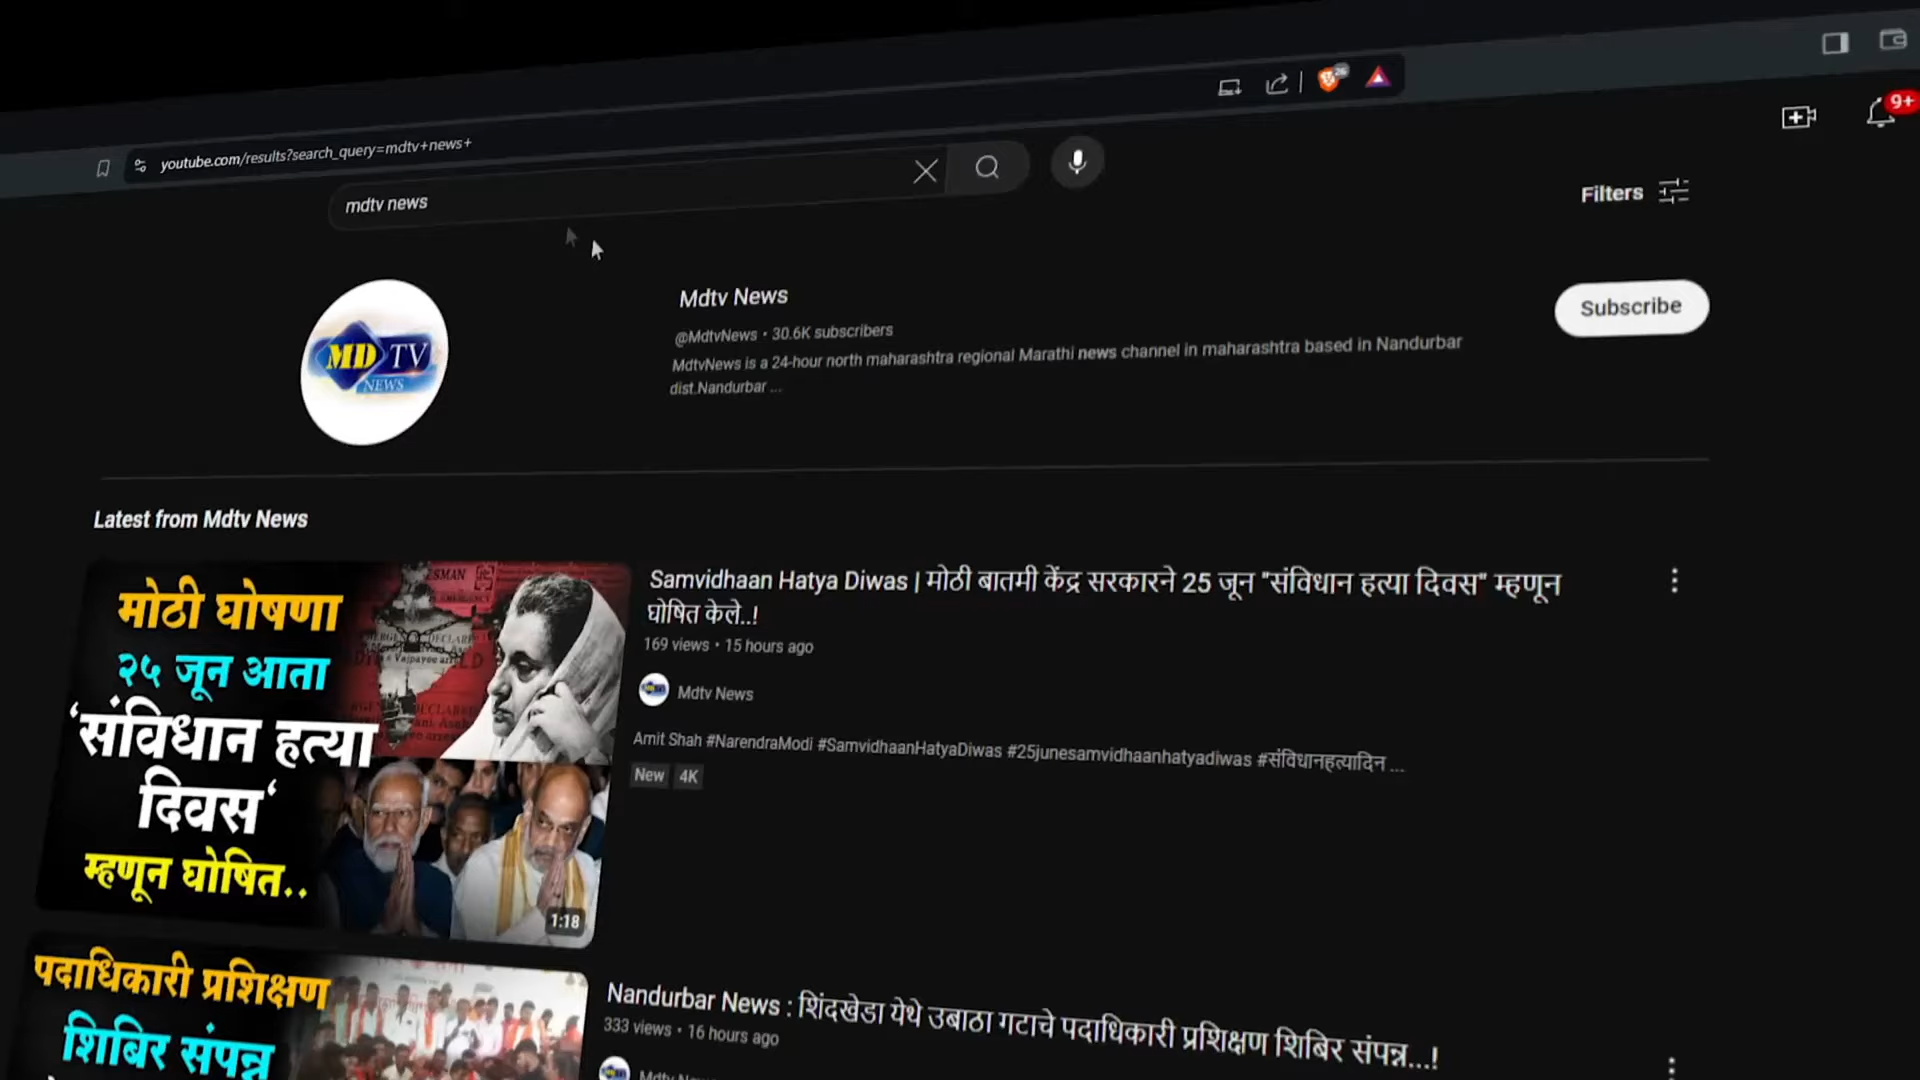 youtube.com/results?search_query=mdtv+news+
9+
mdtv news
Filters
MD TV
NEWS
Mdtv News
@MdtvNews • 30.6K subscribers
MdtvNews is a 24-hour north maharashtra regional Marathi news channel in maharashtra based in Nandurbar
dist.Nandurbar ...
Subscribe
Latest from Mdtv News
मोठी घोषणा
२५ जून आता
‘संविधान हत्या
दिवस‘
म्हणून घोषित..
1:18
Samvidhaan Hatya Diwas | मोठी बातमी केंद्र सरकारने 25 जून "संविधान हत्या दिवस" म्हणून
घोषित केले..!
169 views • 15 hours ago
Mdtv News
Amit Shah #NarendraModi #SamvidhaanHatyaDiwas #25junesamvidhaanhatyadiwas #संविधानहत्यादिन ...
New 4K
पदाधिकारी प्रशिक्षण
शिबिर संपन्न
Nandurbar News : शिंदखेडा येथे उबाठा गटाचे पदाधिकारी प्रशिक्षण शिबिर संपन्न...!
333 views • 16 hours ago